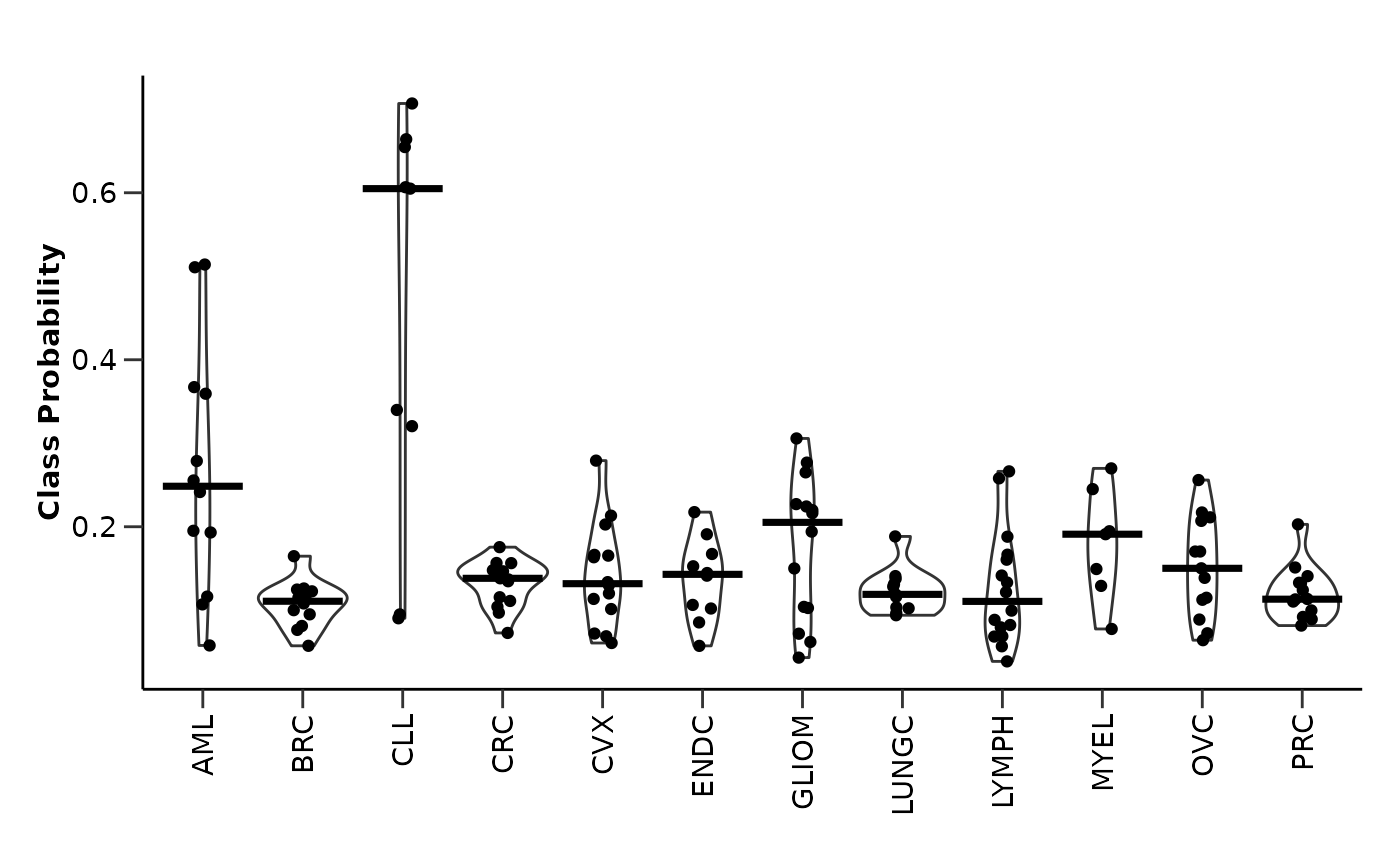 Class Probability
0.6
0.4
0.2
AML
BRC
CLL
CRC
CVX
ENDC
GLIOM
LUNGC
LYMPH
MYEL
OVC
PRC